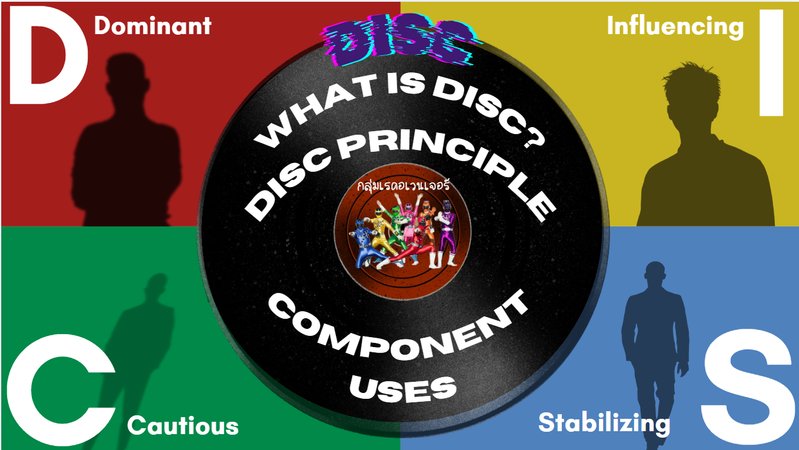 D
Dominant
DISC
Influencing
I
WHAT IS DISC?
DISC PRINCIPLE
กลุ่มเรดอเวนเจอร์
COMPONENT
USES
C
Cautious
Stabilizing
S